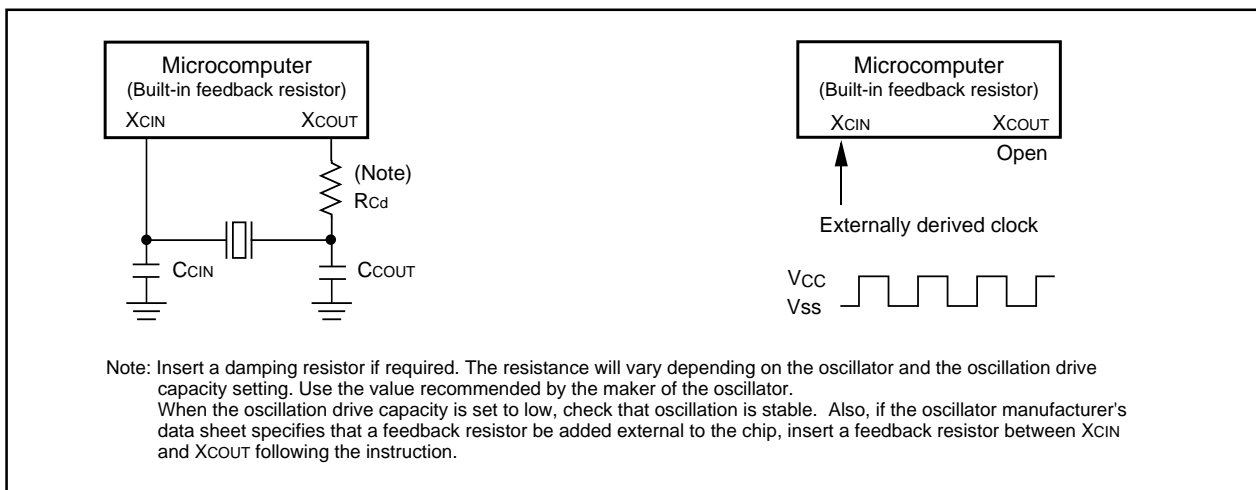 Microcomputer
(Built-in feedback resistor)
XCIN XCOUT
(Note)
RCd
CCIN
CCOUT
Microcomputer
(Built-in feedback resistor)
XCIN XCOUT
Open
Externally derived clock
VCC
Vss
Note: Insert a damping resistor if required. The resistance will vary depending on the oscillator and the oscillation drive
capacity setting. Use the value recommended by the maker of the oscillator.
When the oscillation drive capacity is set to low, check that oscillation is stable. Also, if the oscillator manufacturer's
data sheet specifies that a feedback resistor be added external to the chip, insert a feedback resistor between XCIN
and XCOUT following the instruction.